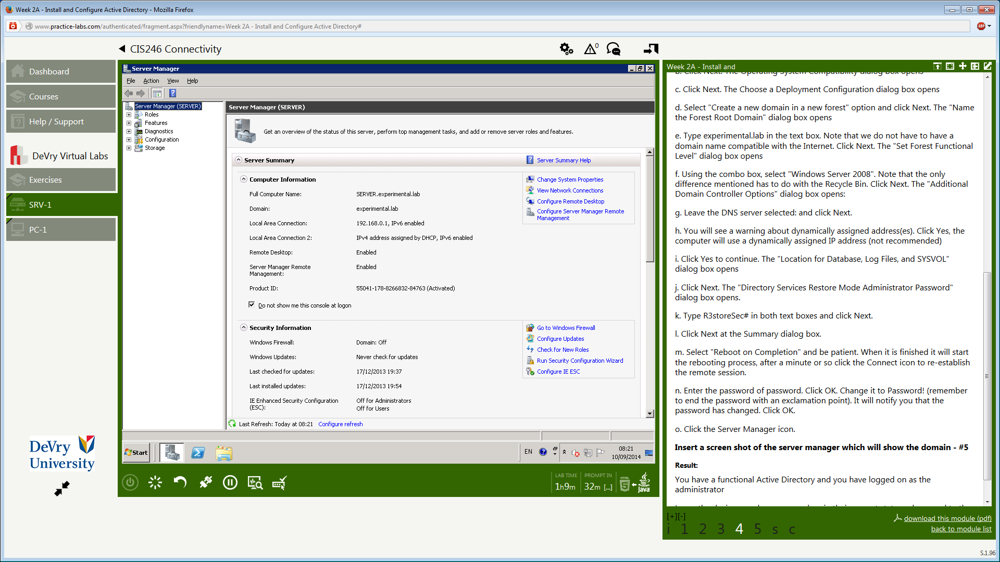 Week 2A - Install and Configure Active Directory - Mozilla Firefox
www.practice-labs.com/authenticated/fragment.aspx?friendlyname=Week 2A - Install and Configure Active Directory#
ABP
CIS246 Connectivity
0
Dashboard
Courses
Help / Support
DeVry Virtual Labs
Exercises
SRV-1
PC-1
DeVry
University
Server Manager
File Action View Help
Server Manager (SERVER)
Roles
Features
Diagnostics
Configuration
Storage
Server Manager (SERVER)
Get an overview of the status of this server, perform top management tasks, and add or remove server roles and features.
Server Summary
Server Summary Help
Computer Information
Full Computer Name: SERVER.experimental.lab
Domain: experimental.lab
Local Area Connection: 192.168.0.1, IPv6 enabled
Local Area Connection 2: IPv4 address assigned by DHCP, IPv6 enabled
Remote Desktop: Enabled
Server Manager Remote Enabled
Management:
Product ID: 55041-178-8266832-84763 (Activated)
Do not show me this console at logon
Change System Properties
View Network Connections
Configure Remote Desktop
Configure Server Manager Remote
Management
Security Information
Windows Firewall: Domain: Off
Windows Updates: Never check for updates
Last checked for updates: 17/12/2013 19:37
Last installed updates: 17/12/2013 19:54
IE Enhanced Security Configuration Off for Administrators
(ESC): Off for Users
Go to Windows Firewall
Configure Updates
Check for New Roles
Run Security Configuration Wizard
Configure IE ESC
Last Refresh: Today at 08:21 Configure refresh
Start
EN
08:21
10/09/2014
LAB TIME
1h9m
PROMPT IN
32m [...]
HTML
5
Java
Week 2A - Install and
b. Click Next. The Operating System Compatibility dialog box opens
c. Click Next. The Choose a Deployment Configuration dialog box opens
d. Select "Create a new domain in a new forest" option and click Next. The "Name
the Forest Root Domain" dialog box opens
e. Type experimental.lab in the text box. Note that we do not have to have a
domain name compatible with the Internet. Click Next. The "Set Forest Functional
Level" dialog box opens
f. Using the combo box, select "Windows Server 2008". Note that the only
difference mentioned has to do with the Recycle Bin. Click Next. The "Additional
Domain Controller Options" dialog box opens:
g. Leave the DNS server selected: and click Next.
h. You will see a warning about dynamically assigned address(es). Click Yes, the
computer will use a dynamically assigned IP address (not recommended)
i. Click Yes to continue. The "Location for Database, Log Files, and SYSVOL"
dialog box opens
j. Click Next. The "Directory Services Restore Mode Administrator Password"
dialog box opens.
k. Type R3storeSec# in both text boxes and click Next.
l. Click Next at the Summary dialog box.
m. Select "Reboot on Completion" and be patient. When it is finished it will start
the rebooting process, after a minute or so click the Connect icon to re-establish
the remote session.
n. Enter the password of password. Click OK. Change it to Password! (remember
to end the password with an exclamation point). It will notify you that the
password has changed. Click OK.
o. Click the Server Manager icon.
Insert a screen shot of the server manager which will show the domain - #5
Result:
You have a functional Active Directory and you have logged on as the
administrator
[+][-]
i 1 2 3 4 5 s c
download this module (pdf)
back to module list
S.1.96